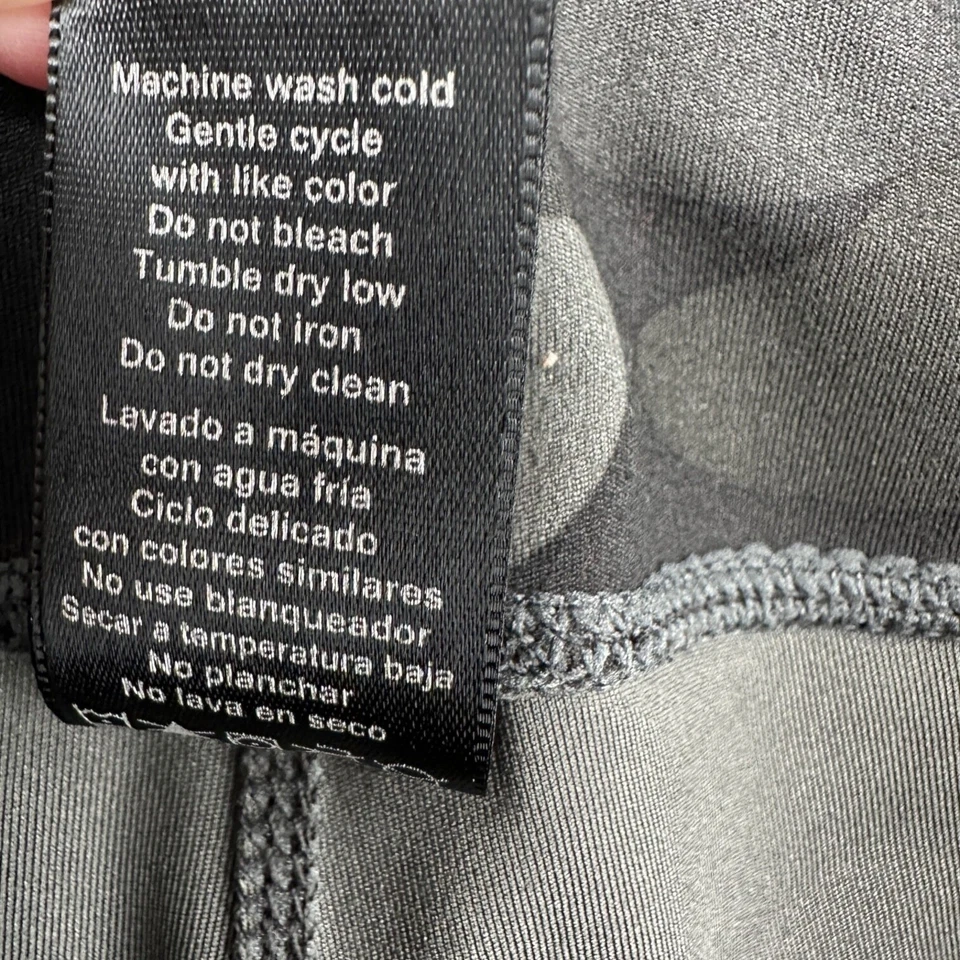 Machine wash cold
Gentle cycle
with like color
Do not bleach
Tumble dry low
Do not iron
Do not dry clean
Lavado a máquina
con agua fría
Ciclo delicado
con colores similares
No use blanqueador
Secar a temperatura baja
No planchar
No lava en seco